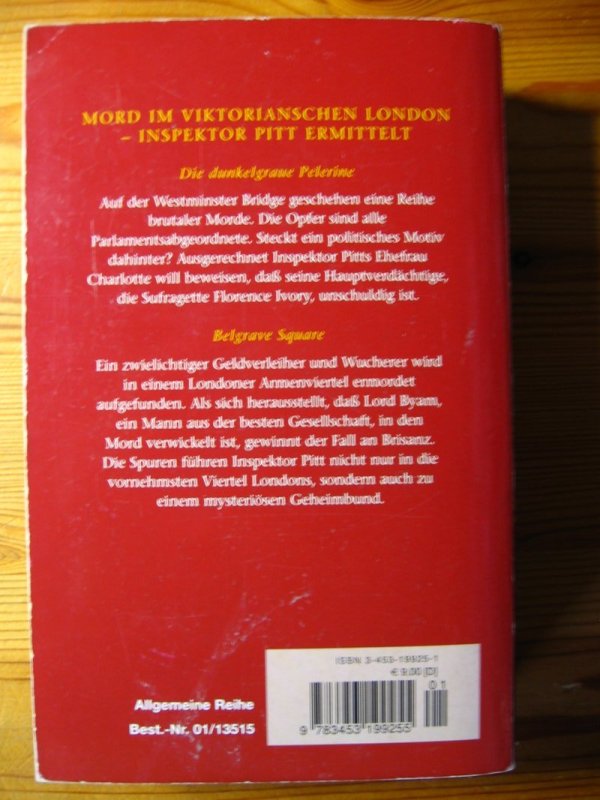 MORD IM VIKTORIANSCHEN LONDON
– INSPEKTOR PITT ERMITTELT
Die dunkelgraue Pelerine
Auf der Westminster Bridge geschehen eine Reihe
brutaler Morde. Die Opfer sind alle
Parlamentsabgeordnete. Steckt ein politisches Motiv
dahinter? Ausgerechnet Inspektor Pitts Ehefrau
Charlotte will beweisen, daß seine Hauptverdächtige,
die Sufragette Florence Ivory, unschuldig ist.
Belgrave Square
Ein zwielichtiger Geldverleiher und Wucherer wird
in einem Londoner Armenviertel ermordet
aufgefunden. Als sich herausstellt, daß Lord Byam,
ein Mann aus der besten Gesellschaft, in den
Mord verwickelt ist, gewinnt der Fall an Brisanz.
Die Spuren führen Inspektor Pitt nicht nur in die
vornehmsten Viertel Londons, sondern auch zu
einem mysteriösen Geheimbund.
ISBN 3-453-19925-1
€ 9,00 [D]
01
9 783453 199255
Allgemeine Reihe
Best.-Nr. 01/13515